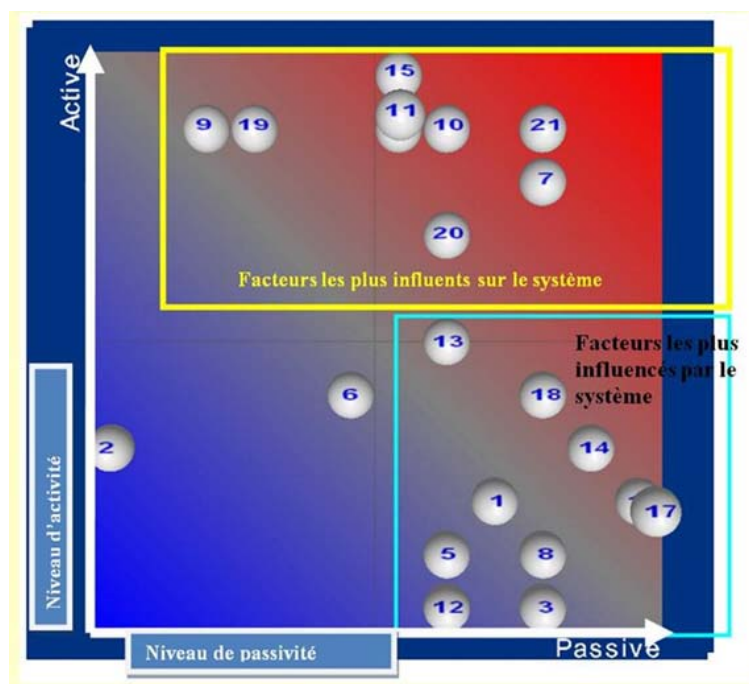 Active
15
9
19
11
10
21
7
20
Facteurs les plus influents sur le système
13
Facteurs les plus
influencés par le
système
6
18
2
14
1
17
5
8
12
3
Niveau d'activité
Niveau de passivité
Passive